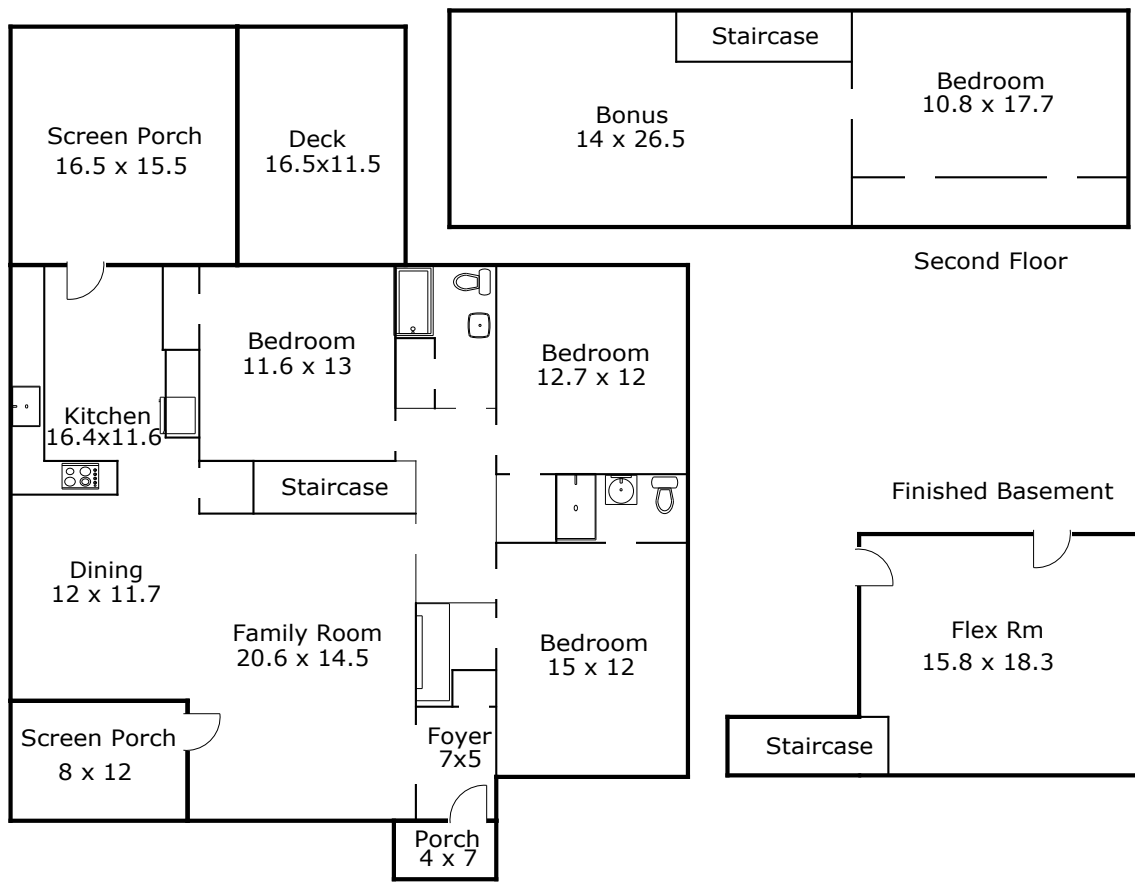 Staircase
Bedroom
10.8 x 17.7
Bonus
14 x 26.5
Second Floor
Screen Porch
16.5 x 15.5
Deck
16.5x11.5
Bedroom
11.6 x 13
Bedroom
12.7 x 12
Kitchen
16.4x11.6
Staircase
Dining
12 x 11.7
Family Room
20.6 x 14.5
Bedroom
15 x 12
Screen Porch
8 x 12
Foyer
7x5
Porch
4 x 7
Finished Basement
Flex Rm
15.8 x 18.3
Staircase